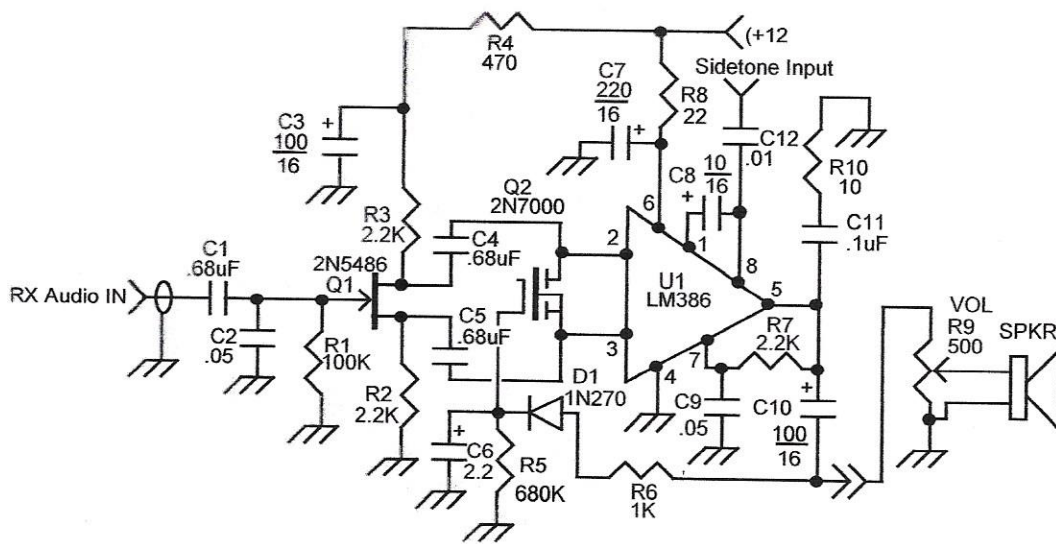 (+12
R4
470
Sidetone Input
C7
220
16
+
R8
22
C3
100
16
+
C12
.01
R10
10
Q2
2N7000
C8
10
16
+
6
R3
2.2K
C4
.68uF
2
1
C11
.1uF
C1
.68uF
2N5486
Q1
8
RX Audio IN
U1
LM386
5
VOL
R9
500
SPKR
C5
.68uF
C2
.05
R1
100K
3
R7
2.2K
7
4
D1
1N270
R2
2.2K
C9
.05
C10
100
16
+
C6
2.2
+
R5
680K
R6
1K